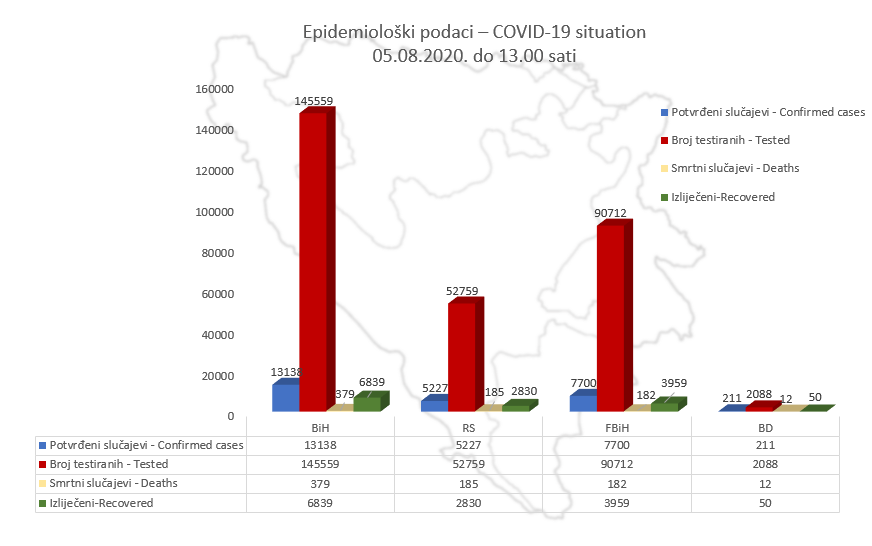 Epidemiološki podaci – COVID-19 situation
05.08.2020. do 13.00 sati
160000
140000
120000
100000
80000
60000
40000
20000
0
Potvrđeni slučajevi - Confirmed cases
Broj testiranih - Tested
Smrtni slučajevi - Deaths
Izliječeni-Recovered
13138 145559 379 6839
5227 52759 185 2830
7700 90712 182 3959
211 2088 12 50
BiH RS FBiH BD
Potvrđeni slučajevi - Confirmed cases 13138 5227 7700 211
Broj testiranih - Tested 145559 52759 90712 2088
Smrtni slučajevi - Deaths 379 185 182 12
Izliječeni-Recovered 6839 2830 3959 50